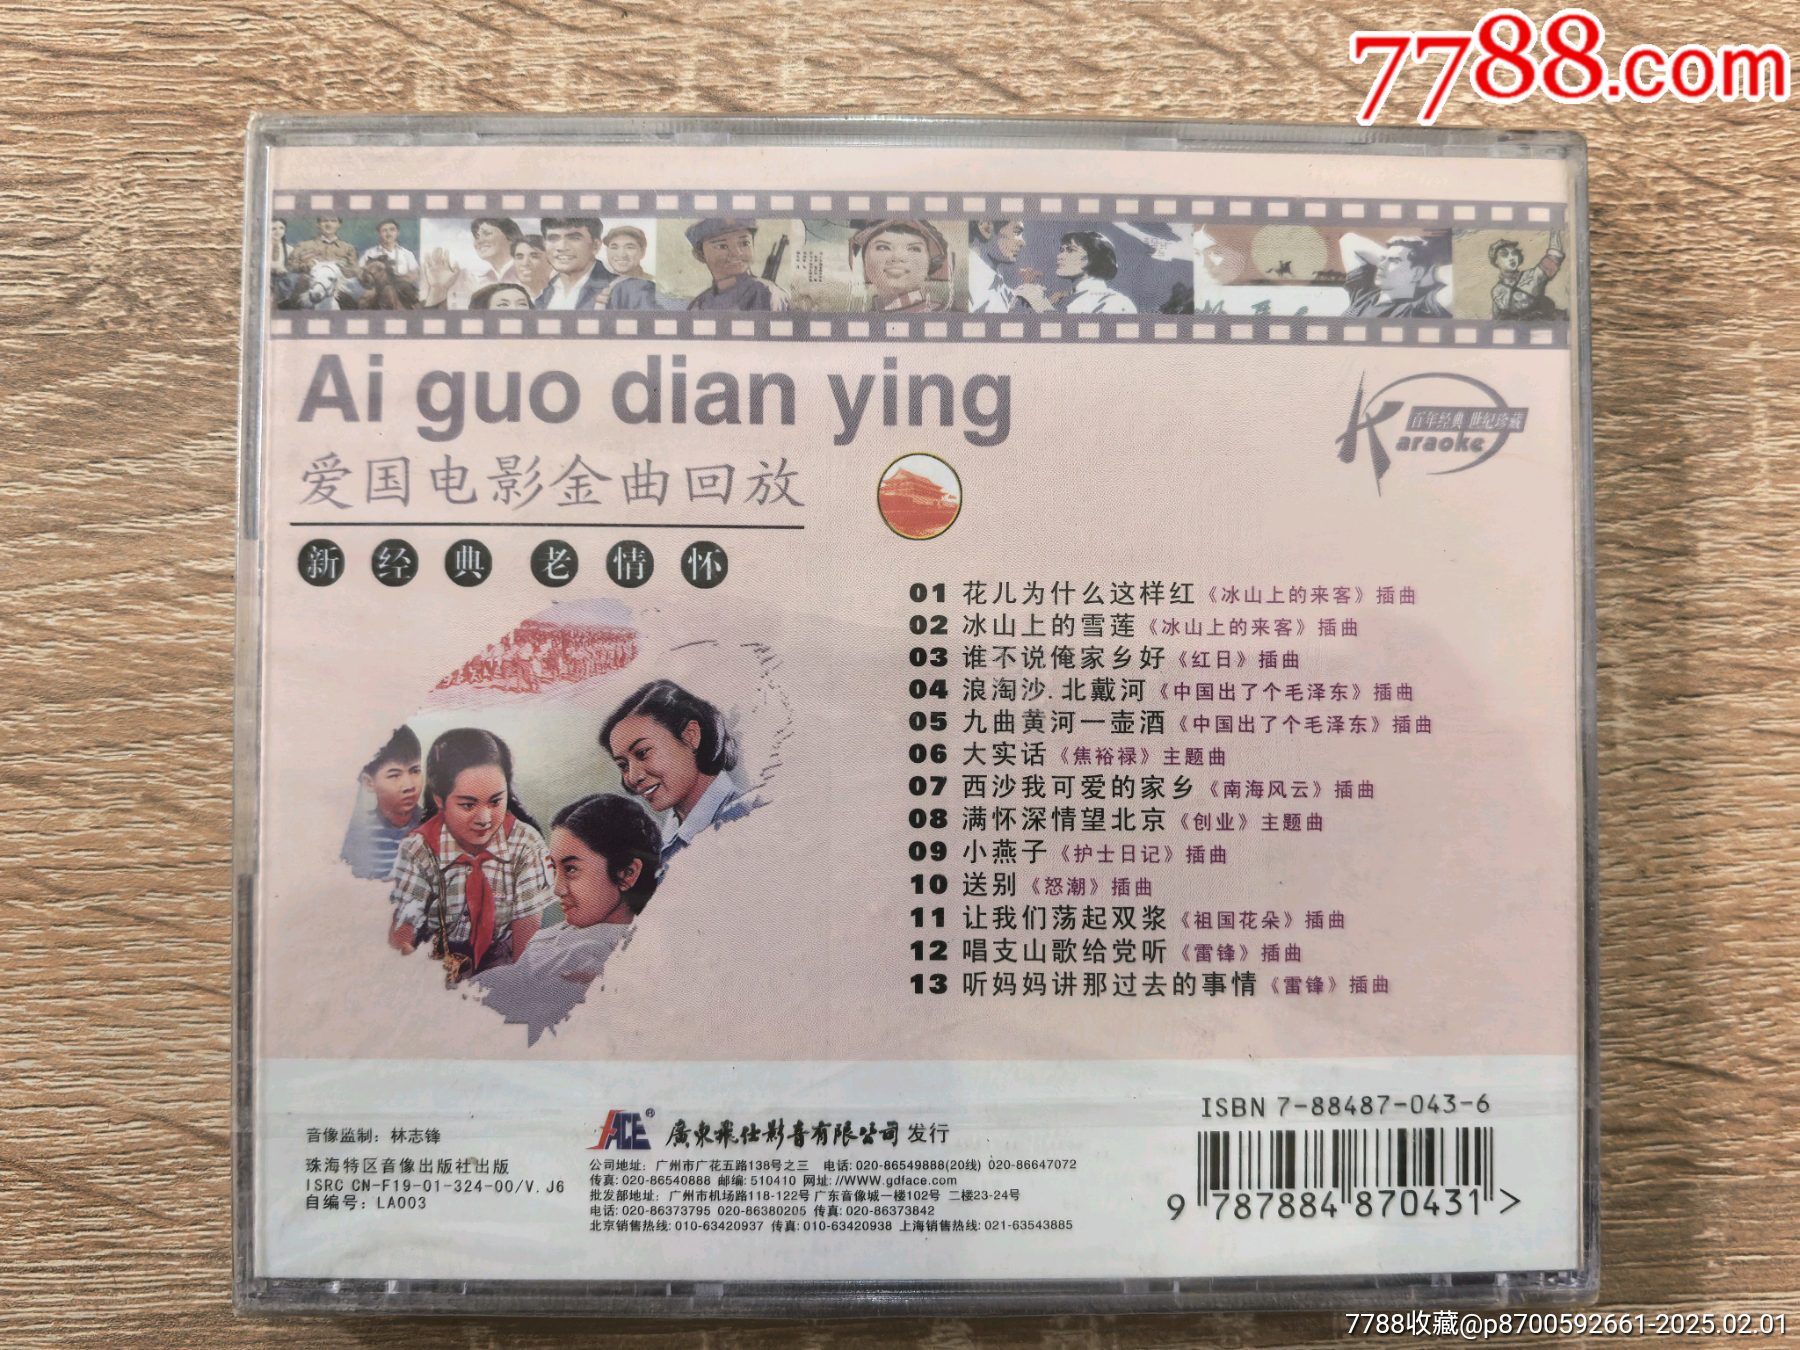 7788.com
Ai guo dian ying
爱国电影金曲回放
新经典 老情怀
百年经典 世纪珍藏
Karaoke
01 花儿为什么这样红《冰山上的来客》插曲
02 冰山上的雪莲《冰山上的来客》插曲
03 谁不说俺家乡好《红日》插曲
04 浪淘沙.北戴河《中国出了个毛泽东》插曲
05 九曲黄河一壶酒《中国出了个毛泽东》插曲
06 大实话《焦裕禄》主题曲
07 西沙我可爱的家乡《南海风云》插曲
08 满怀深情望北京《创业》主题曲
09 小燕子《护士日记》插曲
10 送别《怒潮》插曲
11 让我们荡起双浆《祖国花朵》插曲
12 唱支山歌给党听《雷锋》插曲
13 听妈妈讲那过去的事情《雷锋》插曲
音像监制：林志锋
珠海特区音像出版社出版
ISRC CN-F19-01-324-00/V.J6
自编号：LA003
FACE® 廣東飛仕影音有限公司 发行
公司地址：广州市广花五路138号之三 电话：020-86549888(20线) 020-86647072
传真：020-86540888 邮编：510410 网址：//WWW.gdface.com
批发部地址：广州市机场路118-122号广东音像城一楼102号 二楼23-24号
电话：020-86373795 020-86380205 传真：020-86373842
北京销售热线：010-63420937 传真：010-63420938 上海销售热线：021-63543885
ISBN 7-88487-043-6
9 787884 870431 >
7788收藏@p8700592661-2025.02.01